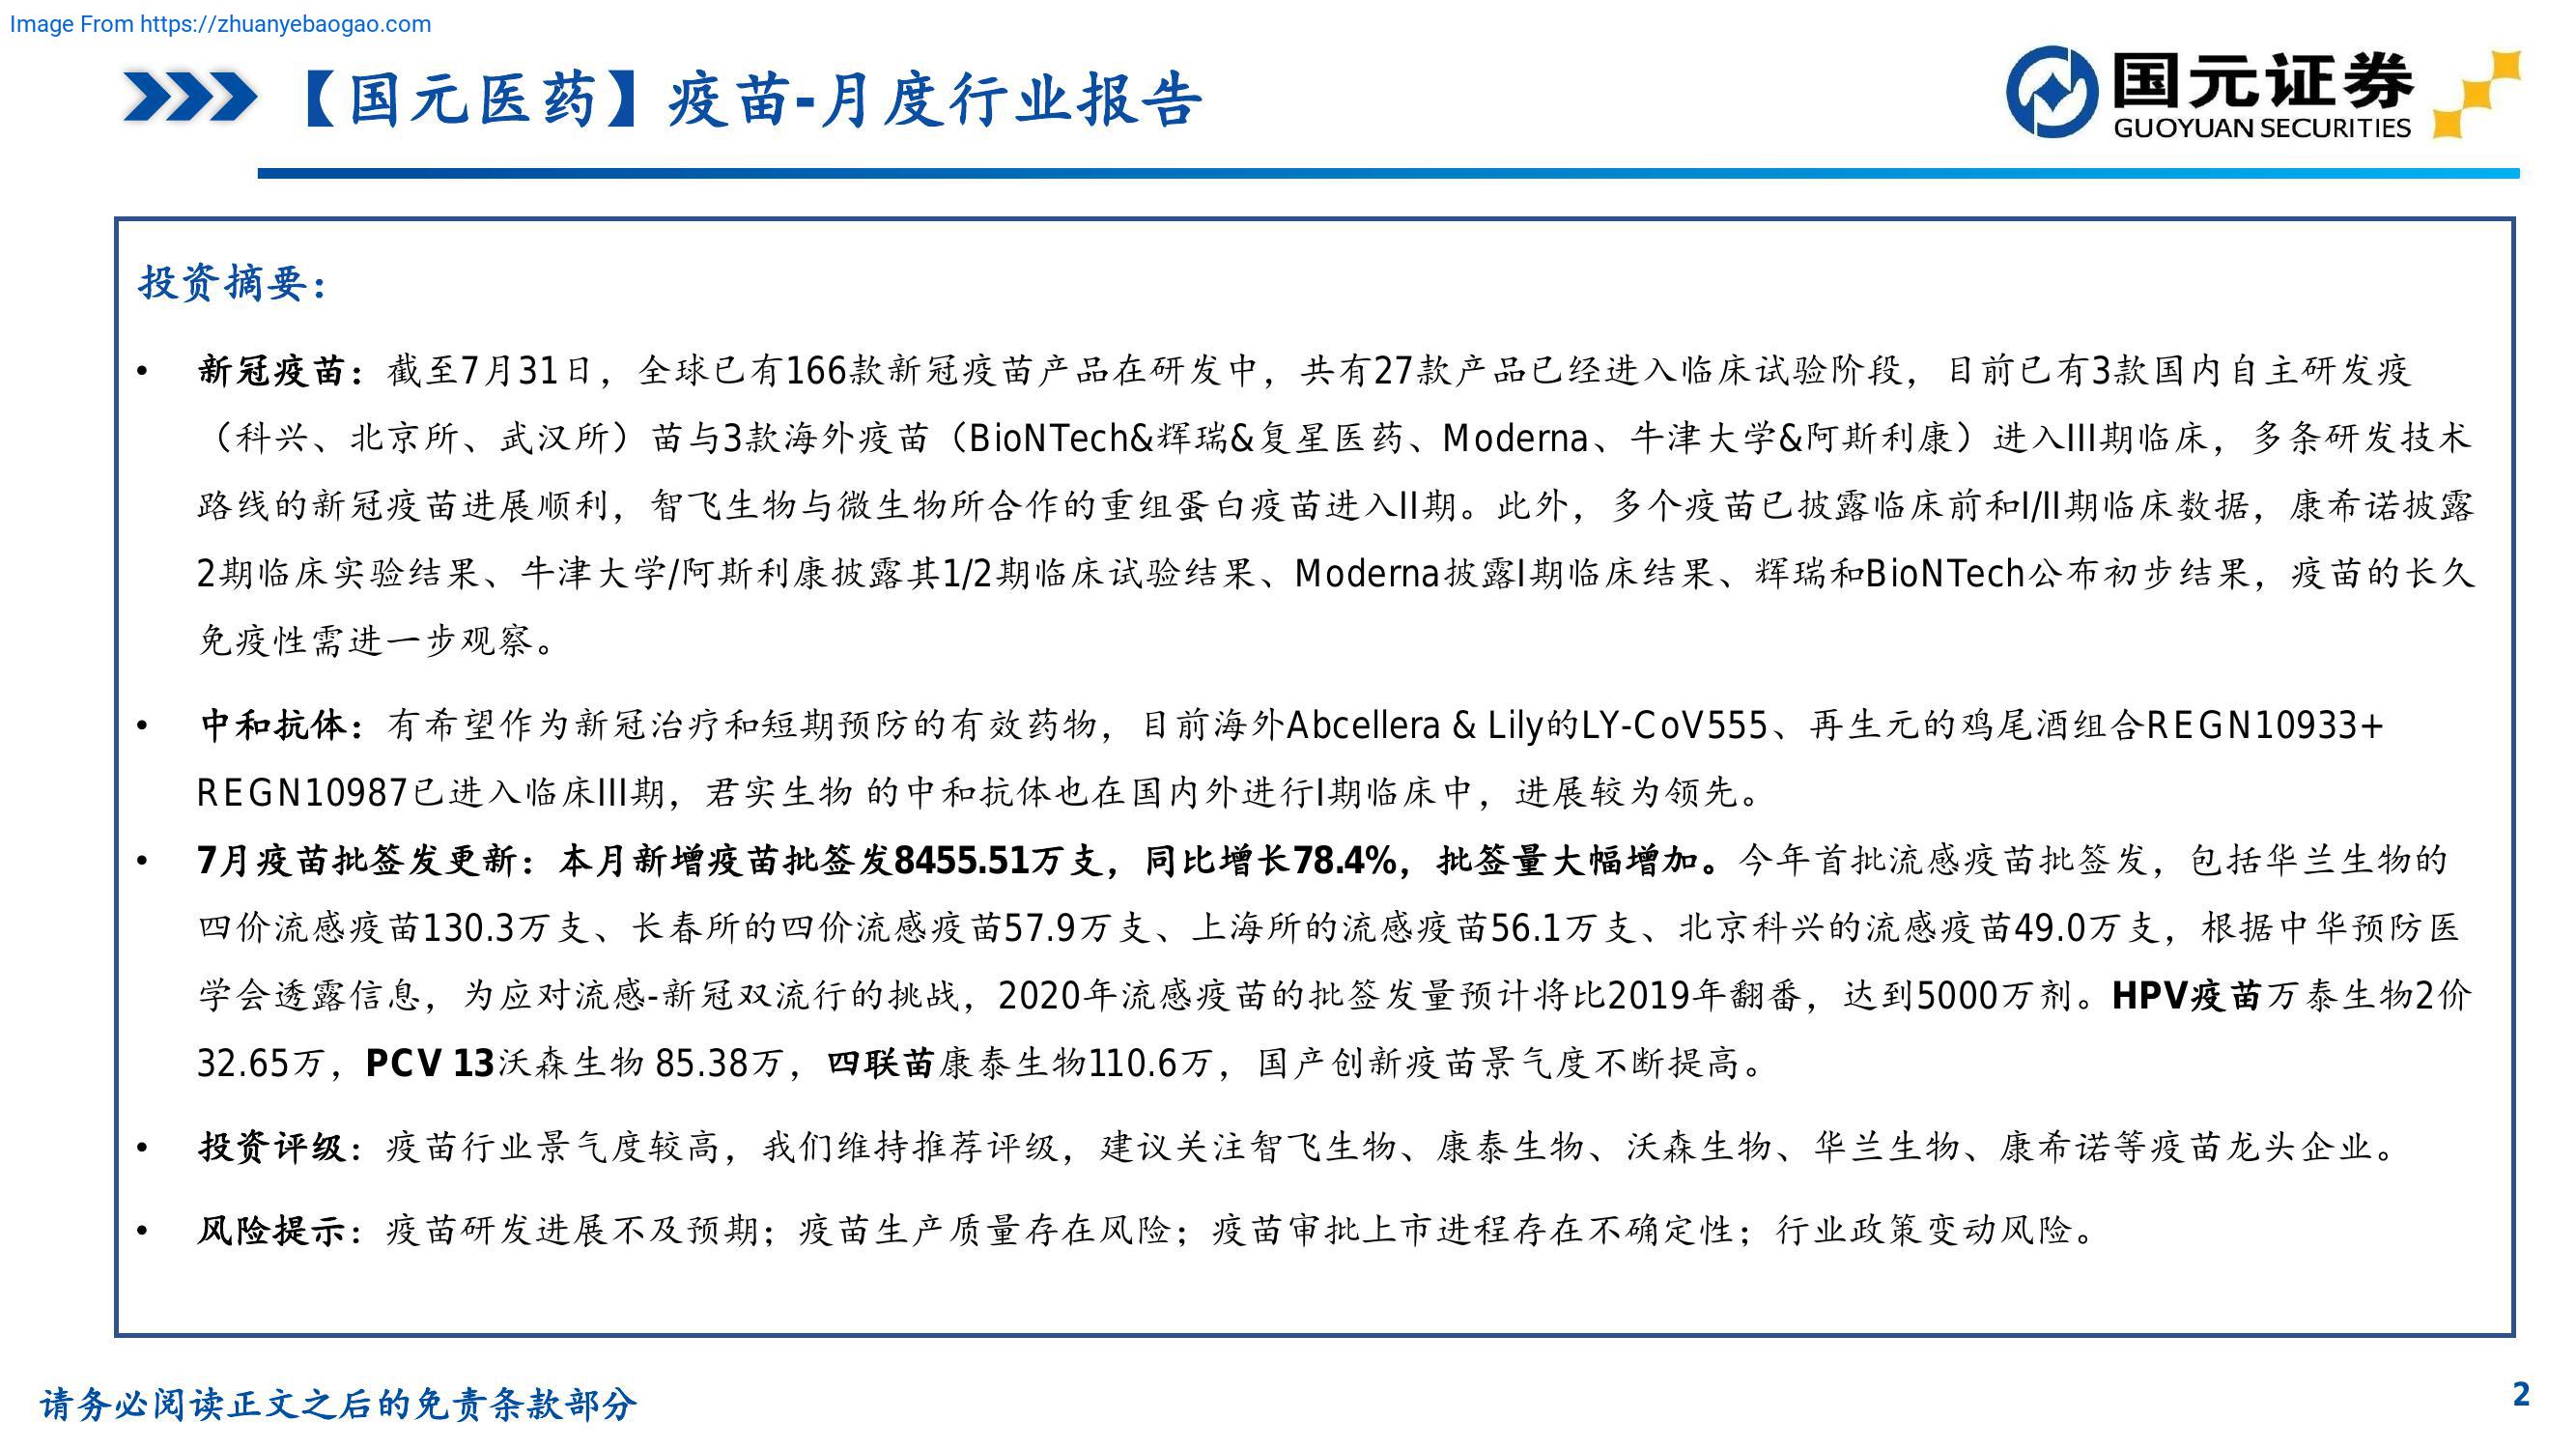 Image From https://zhuanyebaogao.com
【国元医药】疫苗-月度行业报告
国元证券
GUOYUAN SECURITIES
投资摘要：
• 新冠疫苗：截至7月31日，全球已有166款新冠疫苗产品在研发中，共有27款产品已经进入临床试验阶段，目前已有3款国内自主研发疫
（科兴、北京所、武汉所）苗与3款海外疫苗（BioNTech&辉瑞&复星医药、Moderna、牛津大学&阿斯利康）进入III期临床，多条研发技术
路线的新冠疫苗进展顺利，智飞生物与微生物所合作的重组蛋白疫苗进入II期。此外，多个疫苗已披露临床前和I/II期临床数据，康希诺披露
2期临床实验结果、牛津大学/阿斯利康披露其1/2期临床试验结果、Moderna披露I期临床结果、辉瑞和BioNTech公布初步结果，疫苗的长久
免疫性需进一步观察。
• 中和抗体：有希望作为新冠治疗和短期预防的有效药物，目前海外Abcellera & Lily的LY-CoV555、再生元的鸡尾酒组合REGN10933+
REGN10987已进入临床III期，君实生物 的中和抗体也在国内外进行I期临床中，进展较为领先。
• 7月疫苗批签发更新：本月新增疫苗批签发8455.51万支，同比增长78.4%，批签量大幅增加。今年首批流感疫苗批签发，包括华兰生物的
四价流感疫苗130.3万支、长春所的四价流感疫苗57.9万支、上海所的流感疫苗56.1万支、北京科兴的流感疫苗49.0万支，根据中华预防医
学会透露信息，为应对流感-新冠双流行的挑战，2020年流感疫苗的批签发量预计将比2019年翻番，达到5000万剂。HPV疫苗万泰生物2价
32.65万，PCV 13沃森生物 85.38万，四联苗康泰生物110.6万，国产创新疫苗景气度不断提高。
• 投资评级：疫苗行业景气度较高，我们维持推荐评级，建议关注智飞生物、康泰生物、沃森生物、华兰生物、康希诺等疫苗龙头企业。
• 风险提示：疫苗研发进展不及预期；疫苗生产质量存在风险；疫苗审批上市进程存在不确定性；行业政策变动风险。
请务必阅读正文之后的免责条款部分
2